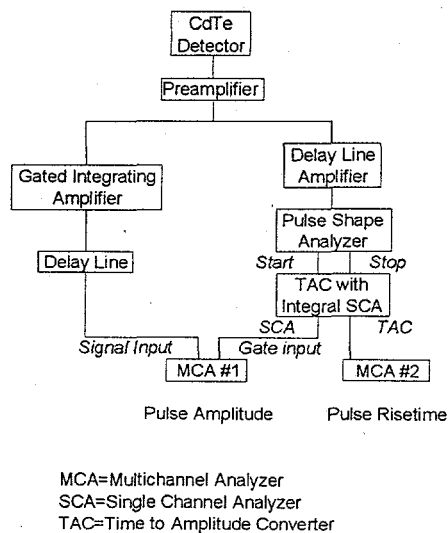 CdTe
Detector
Preamplifier
Gated Integrating
Amplifier
Delay Line
Amplifier
Delay Line
Pulse Shape
Analyzer
Start
Stop
TAC with
Integral SCA
SCA
TAC
Signal Input
Gate input
MCA #1
MCA #2
Pulse Amplitude
Pulse Risetime
MCA=Multichannel Analyzer
SCA=Single Channel Analyzer
TAC=Time to Amplitude Converter